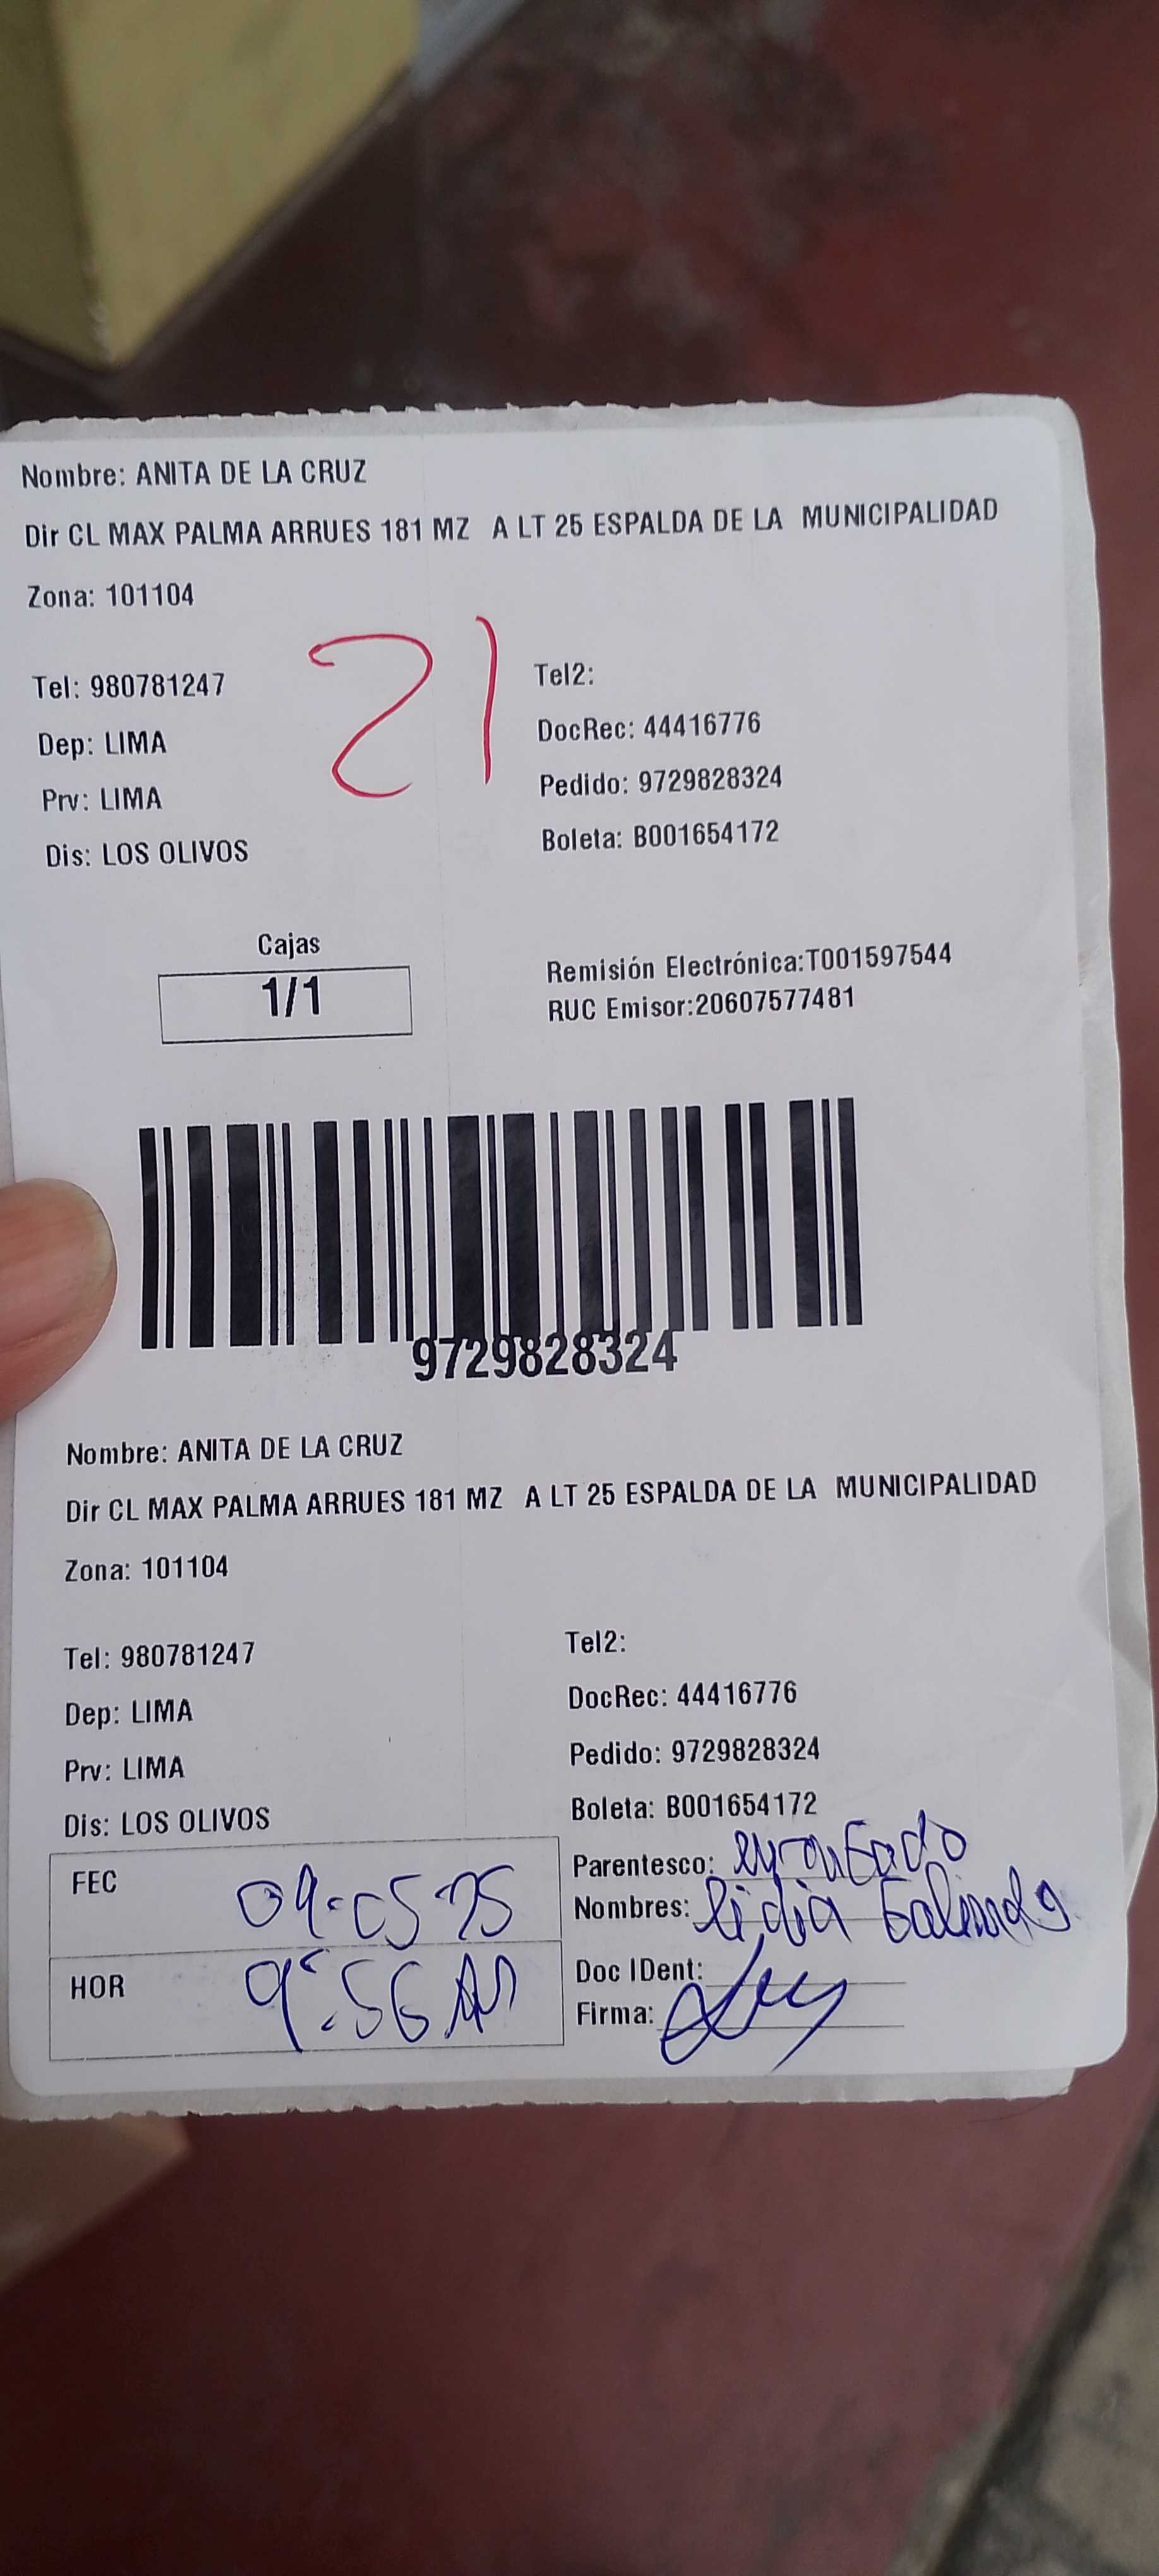 Nombre: ANITA DE LA CRUZ
Dir CL MAX PALMA ARRUES 181 MZ A LT 25 ESPALDA DE LA MUNICIPALIDAD
Zona: 101104
21
Tel: 980781247
Tel2:
Dep: LIMA
DocRec: 44416776
Prv: LIMA
Pedido: 9729828324
Dis: LOS OLIVOS
Boleta: B001654172
Cajas
1/1
Remisión Electrónica:T001597544
RUC Emisor:20607577481
9729828324
Nombre: ANITA DE LA CRUZ
Dir CL MAX PALMA ARRUES 181 MZ A LT 25 ESPALDA DE LA MUNICIPALIDAD
Zona: 101104
Tel: 980781247
Tel2:
Dep: LIMA
DocRec: 44416776
Prv: LIMA
Pedido: 9729828324
Dis: LOS OLIVOS
Boleta: B001654172
FEC 09-05-25
Parentesco:
Nombres: lidia
HOR 9:56 AM
Doc IDent:
Firma: